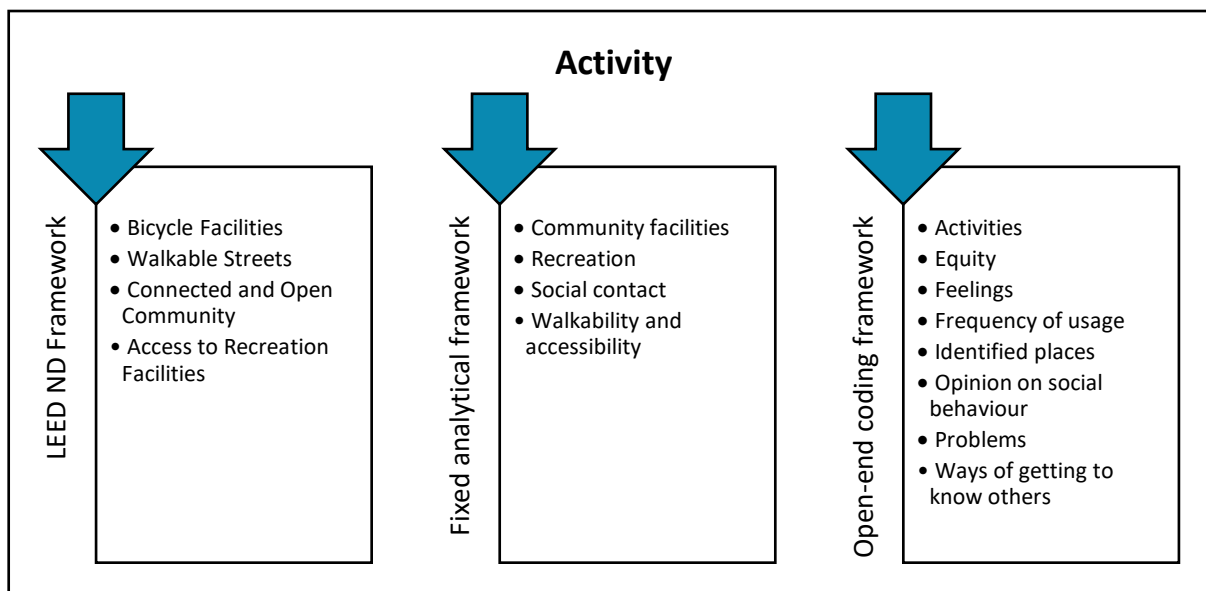 Activity
LEED ND Framework
• Bicycle Facilities
• Walkable Streets
• Connected and Open
Community
• Access to Recreation
Facilities
Fixed analytical framework
• Community facilities
• Recreation
• Social contact
• Walkability and
accessibility
Open-end coding framework
• Activities
• Equity
• Feelings
• Frequency of usage
• Identified places
• Opinion on social
behaviour
• Problems
• Ways of getting to
know others